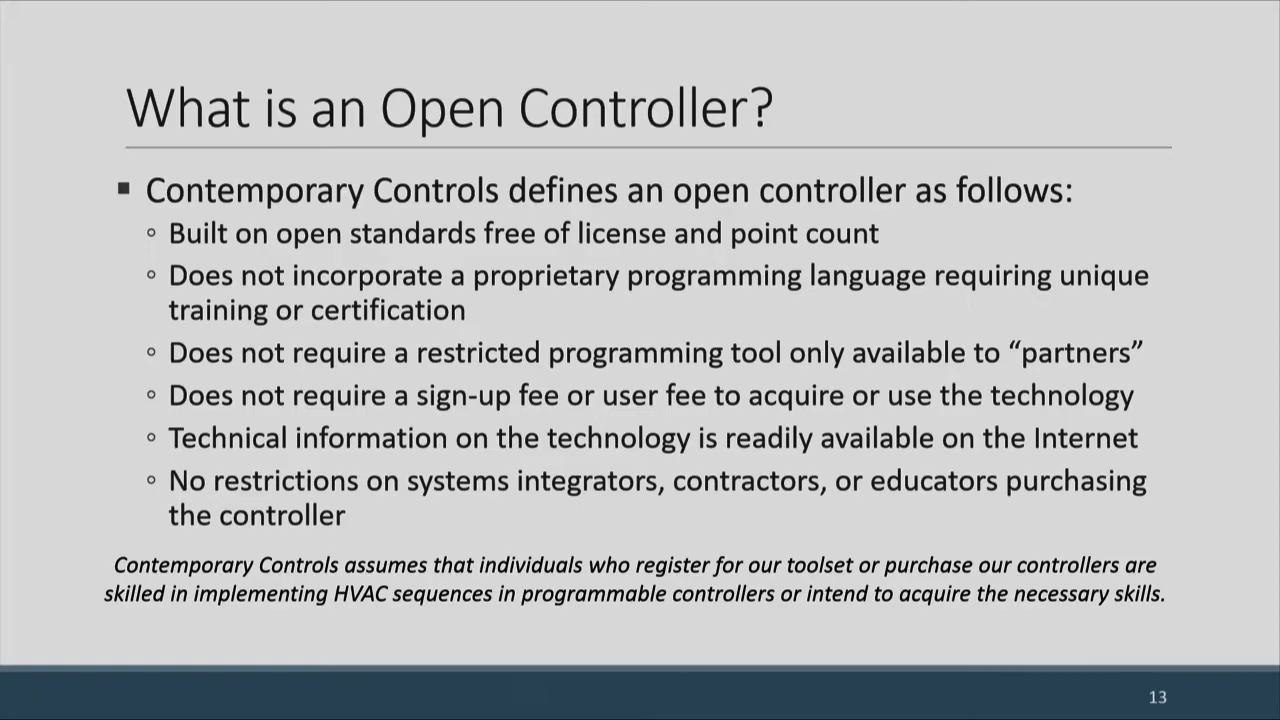 What is an Open Controller?
▪ Contemporary Controls defines an open controller as follows:
◦ Built on open standards free of license and point count
◦ Does not incorporate a proprietary programming language requiring unique
training or certification
◦ Does not require a restricted programming tool only available to “partners”
◦ Does not require a sign-up fee or user fee to acquire or use the technology
◦ Technical information on the technology is readily available on the Internet
◦ No restrictions on systems integrators, contractors, or educators purchasing
the controller
Contemporary Controls assumes that individuals who register for our toolset or purchase our controllers are
skilled in implementing HVAC sequences in programmable controllers or intend to acquire the necessary skills.
13